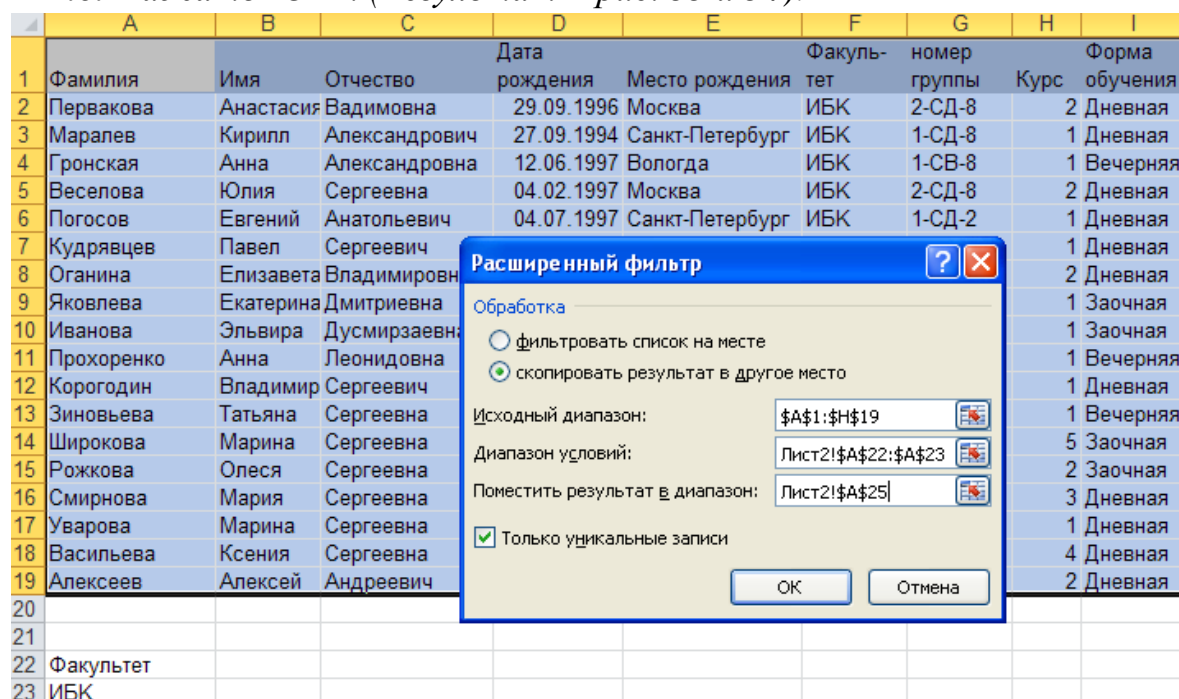 A B C D E F G H I
1 Фамилия Имя Отчество Дата рождения Место рождения Факуль-тет номер группы Курс Форма обучения
2 Первакова Анастасия Вадимовна 29.09.1996 Москва ИБК 2-СД-8 2 Дневная
3 Маралев Кирилл Александрович 27.09.1994 Санкт-Петербург ИБК 1-СД-8 1 Дневная
4 Гронская Анна Александровна 12.06.1997 Вологда ИБК 1-СВ-8 1 Вечерняя
5 Веселова Юлия Сергеевна 04.02.1997 Москва ИБК 2-СД-8 2 Дневная
6 Погосов Евгений Анатольевич 04.07.1997 Санкт-Петербург ИБК 1-СД-2 1 Дневная
7 Кудрявцев Павел Сергеевич 1 Дневная
8 Оганина Елизавета Владимировн 2 Дневная
9 Яковлева Екатерина Дмитриевна 1 Заочная
10 Иванова Эльвира Дусмирзаевна 1 Заочная
11 Прохоренко Анна Леонидовна 1 Вечерняя
12 Корогодин Владимир Сергеевич 1 Дневная
13 Зиновьева Татьяна Сергеевна 1 Вечерняя
14 Широкова Марина Сергеевна 5 Заочная
15 Рожкова Олеся Сергеевна 2 Заочная
16 Смирнова Мария Сергеевна 3 Дневная
17 Уварова Марина Сергеевна 1 Дневная
18 Васильева Ксения Сергеевна 4 Дневная
19 Алексеев Алексей Андреевич 2 Дневная
20
21
22 Факультет
23 ИБК
Расширенный фильтр
Обработка
фильтровать список на месте
скопировать результат в другое место
Исходный диапазон: $A$1:$H$19
Диапазон условий: Лист2!$A$22:$A$23
Поместить результат в диапазон: Лист2!$A$25
Только уникальные записи
ОК Отмена